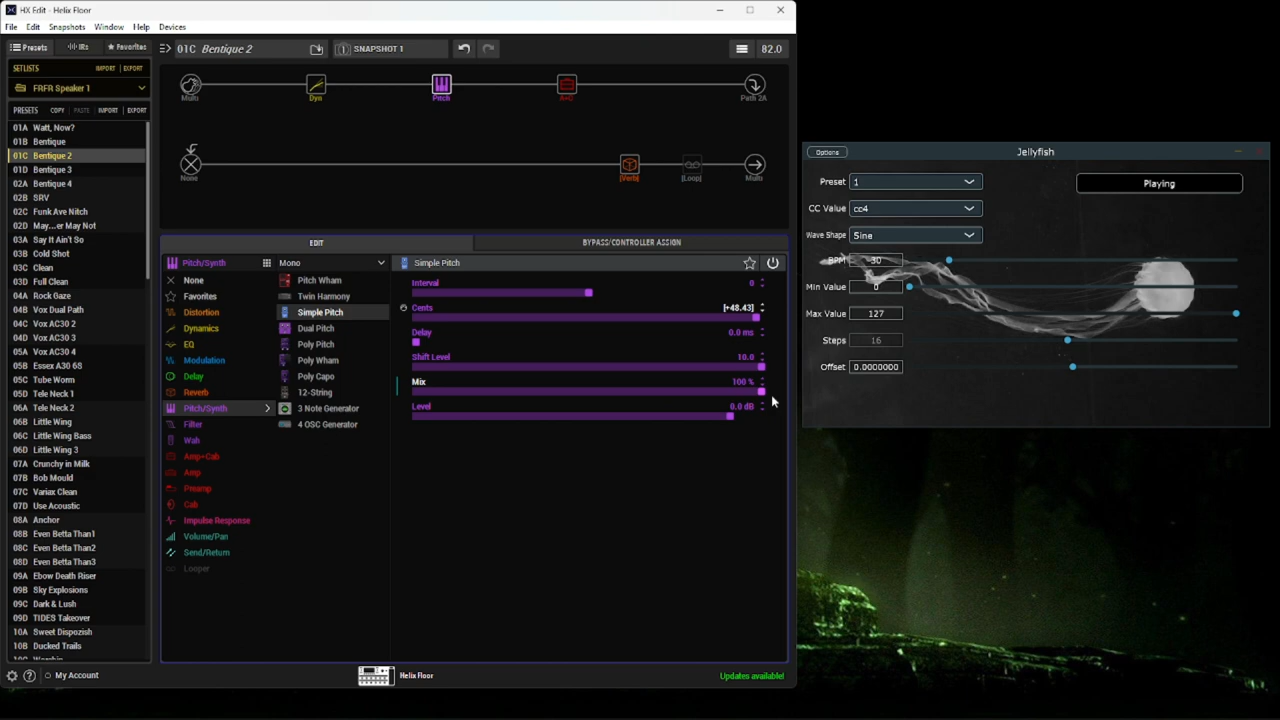 HX Edit - Helix Floor
File Edit Snapshots Window Help Devices
Presets IRs Favorites
01C Bentique 2
1 SNAPSHOT 1
82.0
SETLISTS IMPORT | EXPORT
FRFR Speaker 1
PRESETS COPY PASTE IMPORT EXPORT
01A Watt, Now?
01B Bentique
01C Bentique 2
01D Bentique 3
02A Bentique 4
02B SRV
02C Funk Ave Nitch
02D May...er May Not
03A Say It Ain't So
03B Cold Shot
03C Clean
03D Full Clean
04A Rock Gaze
04B Vox Dual Path
04C Vox AC30 2
04D Vox AC30 3
05A Vox AC30 4
05B Essex A30 68
05C Tube Worm
05D Tele Neck 1
06A Tele Neck 2
06B Little Wing
06C Little Wing Bass
06D Little Wing 3
07A Crunchy in Milk
07B Bob Mould
07C Variax Clean
07D Use Acoustic
08A Anchor
08B Even Betta Than1
08C Even Betta Than2
08D Even Betta Than3
09A Ebow Death Riser
09B Sky Explosions
09C Dark & Lush
09D TIDES Takeover
10A Sweet Dispozish
10B Ducked Trails
Multi Dyn Pitch A+C Path 2A
None [Verb] [Loop] Multi
EDIT BYPASS/CONTROLLER ASSIGN
Pitch/Synth
None
Favorites
Distortion
Dynamics
EQ
Modulation
Delay
Reverb
Pitch/Synth
Filter
Wah
Amp+Cab
Amp
Preamp
Cab
Impulse Response
Volume/Pan
Send/Return
Looper
Mono
Pitch Wham
Twin Harmony
Simple Pitch
Dual Pitch
Poly Pitch
Poly Wham
Poly Capo
12-String
3 Note Generator
4 OSC Generator
Simple Pitch
Interval 0
Cents [+48.43]
Delay 0.0 ms
Shift Level 10.0
Mix 100 %
Level 0.0 dB
My Account
Helix Floor
Updates available!
Options Jellyfish
Preset 1
Playing
CC Value cc4
Wave Shape Sine
BPM 30
Min Value 0
Max Value 127
Steps 16
Offset 0.0000000